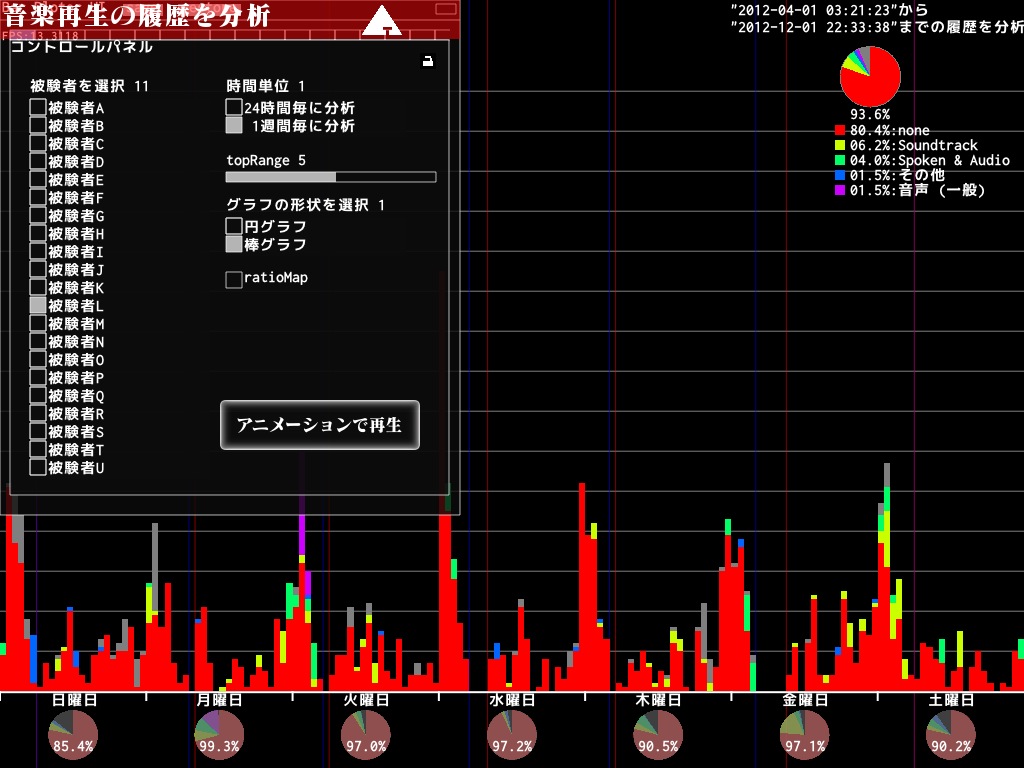 音楽再生の履歴を分析
FPS:13.3118
コントロールパネル
被験者を選択 11
被験者A
被験者B
被験者C
被験者D
被験者E
被験者F
被験者G
被験者H
被験者I
被験者J
被験者K
被験者L
被験者M
被験者N
被験者O
被験者P
被験者Q
被験者R
被験者S
被験者T
被験者U
時間単位 1
24時間毎に分析
1週間毎に分析
topRange 5
グラフの形状を選択 1
円グラフ
棒グラフ
ratioMap
アニメーションで再生
"2012-04-01 03:21:23"から
"2012-12-01 22:33:38"までの履歴を分析
93.6%
80.4%:none
06.2%:Soundtrack
04.0%:Spoken & Audio
01.5%:その他
01.5%:音声 (一般)
日曜日
月曜日
火曜日
水曜日
木曜日
金曜日
土曜日
85.4%
99.3%
97.0%
97.2%
90.5%
97.1%
90.2%